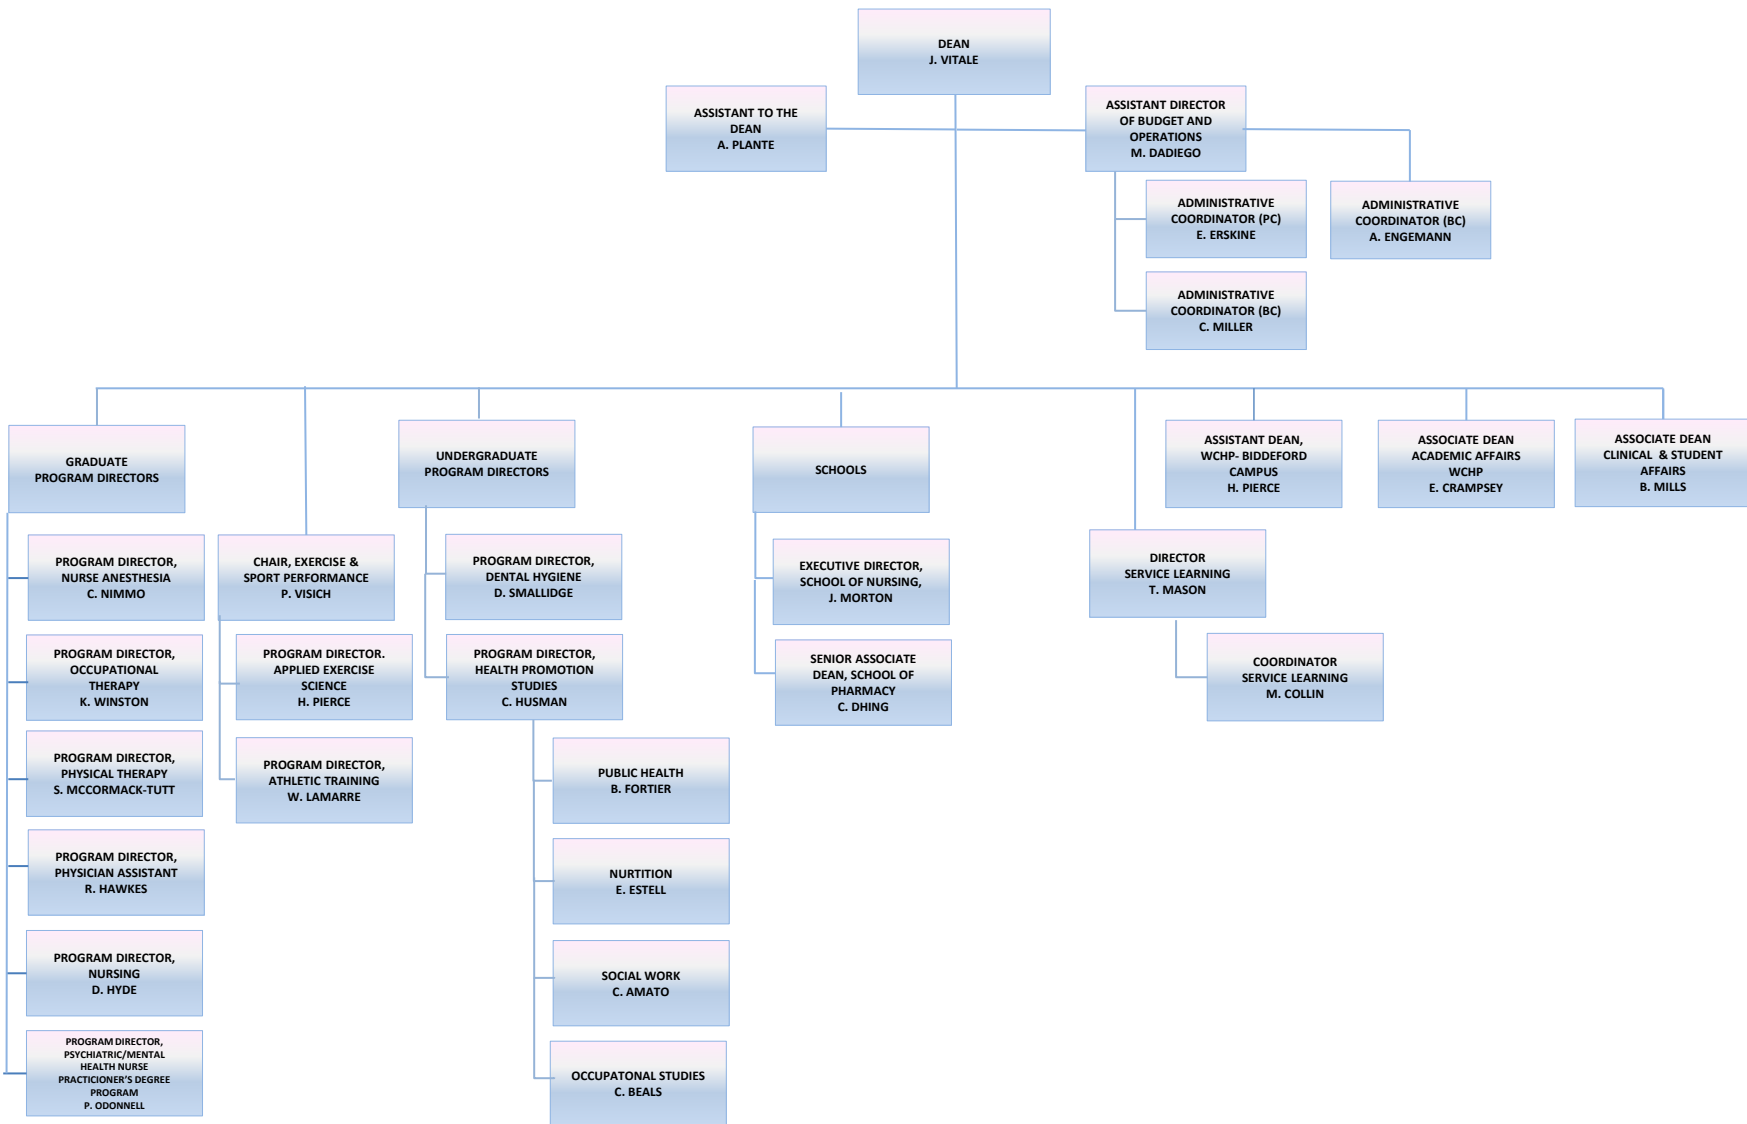 DEAN
J. VITALE
ASSISTANT TO THE
DEAN
A. PLANTE
ASSISTANT DIRECTOR
OF BUDGET AND
OPERATIONS
M. DADIEGO
ADMINISTRATIVE
COORDINATOR (PC)
E. ERSKINE
ADMINISTRATIVE
COORDINATOR (BC)
A. ENGEMANN
ADMINISTRATIVE
COORDINATOR (BC)
C. MILLER
GRADUATE
PROGRAM DIRECTORS
UNDERGRADUATE
PROGRAM DIRECTORS
SCHOOLS
ASSISTANT DEAN,
WCHP- BIDDEFORD
CAMPUS
H. PIERCE
ASSOCIATE DEAN
ACADEMIC AFFAIRS
WCHP
E. CRAMPSEY
ASSOCIATE DEAN
CLINICAL & STUDENT
AFFAIRS
B. MILLS
PROGRAM DIRECTOR,
NURSE ANESTHESIA
C. NIMMO
CHAIR, EXERCISE &
SPORT PERFORMANCE
P. VISICH
PROGRAM DIRECTOR,
DENTAL HYGIENE
D. SMALLIDGE
EXECUTIVE DIRECTOR,
SCHOOL OF NURSING,
J. MORTON
DIRECTOR
SERVICE LEARNING
T. MASON
PROGRAM DIRECTOR,
OCCUPATIONAL
THERAPY
K. WINSTON
PROGRAM DIRECTOR.
APPLIED EXERCISE
SCIENCE
H. PIERCE
PROGRAM DIRECTOR,
HEALTH PROMOTION
STUDIES
C. HUSMAN
SENIOR ASSOCIATE
DEAN, SCHOOL OF
PHARMACY
C. DHING
COORDINATOR
SERVICE LEARNING
M. COLLIN
PROGRAM DIRECTOR,
PHYSICAL THERAPY
S. MCCORMACK-TUTT
PROGRAM DIRECTOR,
ATHLETIC TRAINING
W. LAMARRE
PUBLIC HEALTH
B. FORTIER
PROGRAM DIRECTOR,
PHYSICIAN ASSISTANT
R. HAWKES
NURTITION
E. ESTELL
PROGRAM DIRECTOR,
NURSING
D. HYDE
SOCIAL WORK
C. AMATO
PROGRAM DIRECTOR,
PSYCHIATRIC/MENTAL
HEALTH NURSE
PRACTICIONER'S DEGREE
PROGRAM
P. ODONNELL
OCCUPATONAL STUDIES
C. BEALS